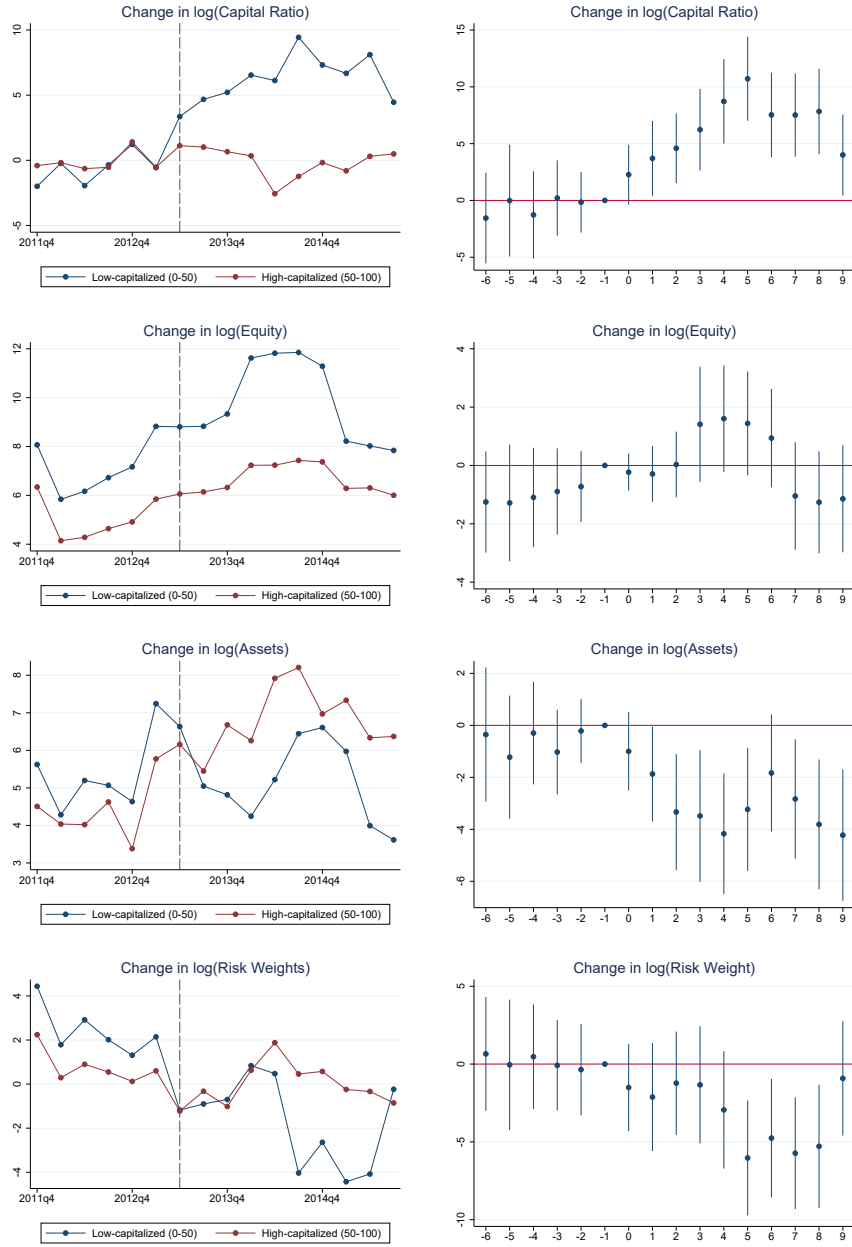 Change in log(Capital Ratio)
10
5
0
-5
2011q4 2012q4 2013q4 2014q4
Low-capitalized (0-50) High-capitalized (50-100)
Change in log(Capital Ratio)
15
10
5
0
-5
-6 -5 -4 -3 -2 -1 0 1 2 3 4 5 6 7 8 9
Change in log(Equity)
12
10
8
6
4
2011q4 2012q4 2013q4 2014q4
Low-capitalized (0-50) High-capitalized (50-100)
Change in log(Equity)
4
2
0
-2
-4
-6 -5 -4 -3 -2 -1 0 1 2 3 4 5 6 7 8 9
Change in log(Assets)
8
7
6
5
4
3
2011q4 2012q4 2013q4 2014q4
Low-capitalized (0-50) High-capitalized (50-100)
Change in log(Assets)
2
0
-2
-4
-6
-6 -5 -4 -3 -2 -1 0 1 2 3 4 5 6 7 8 9
Change in log(Risk Weights)
4
2
0
-2
-4
2011q4 2012q4 2013q4 2014q4
Low-capitalized (0-50) High-capitalized (50-100)
Change in log(Risk Weight)
5
0
-5
-10
-6 -5 -4 -3 -2 -1 0 1 2 3 4 5 6 7 8 9